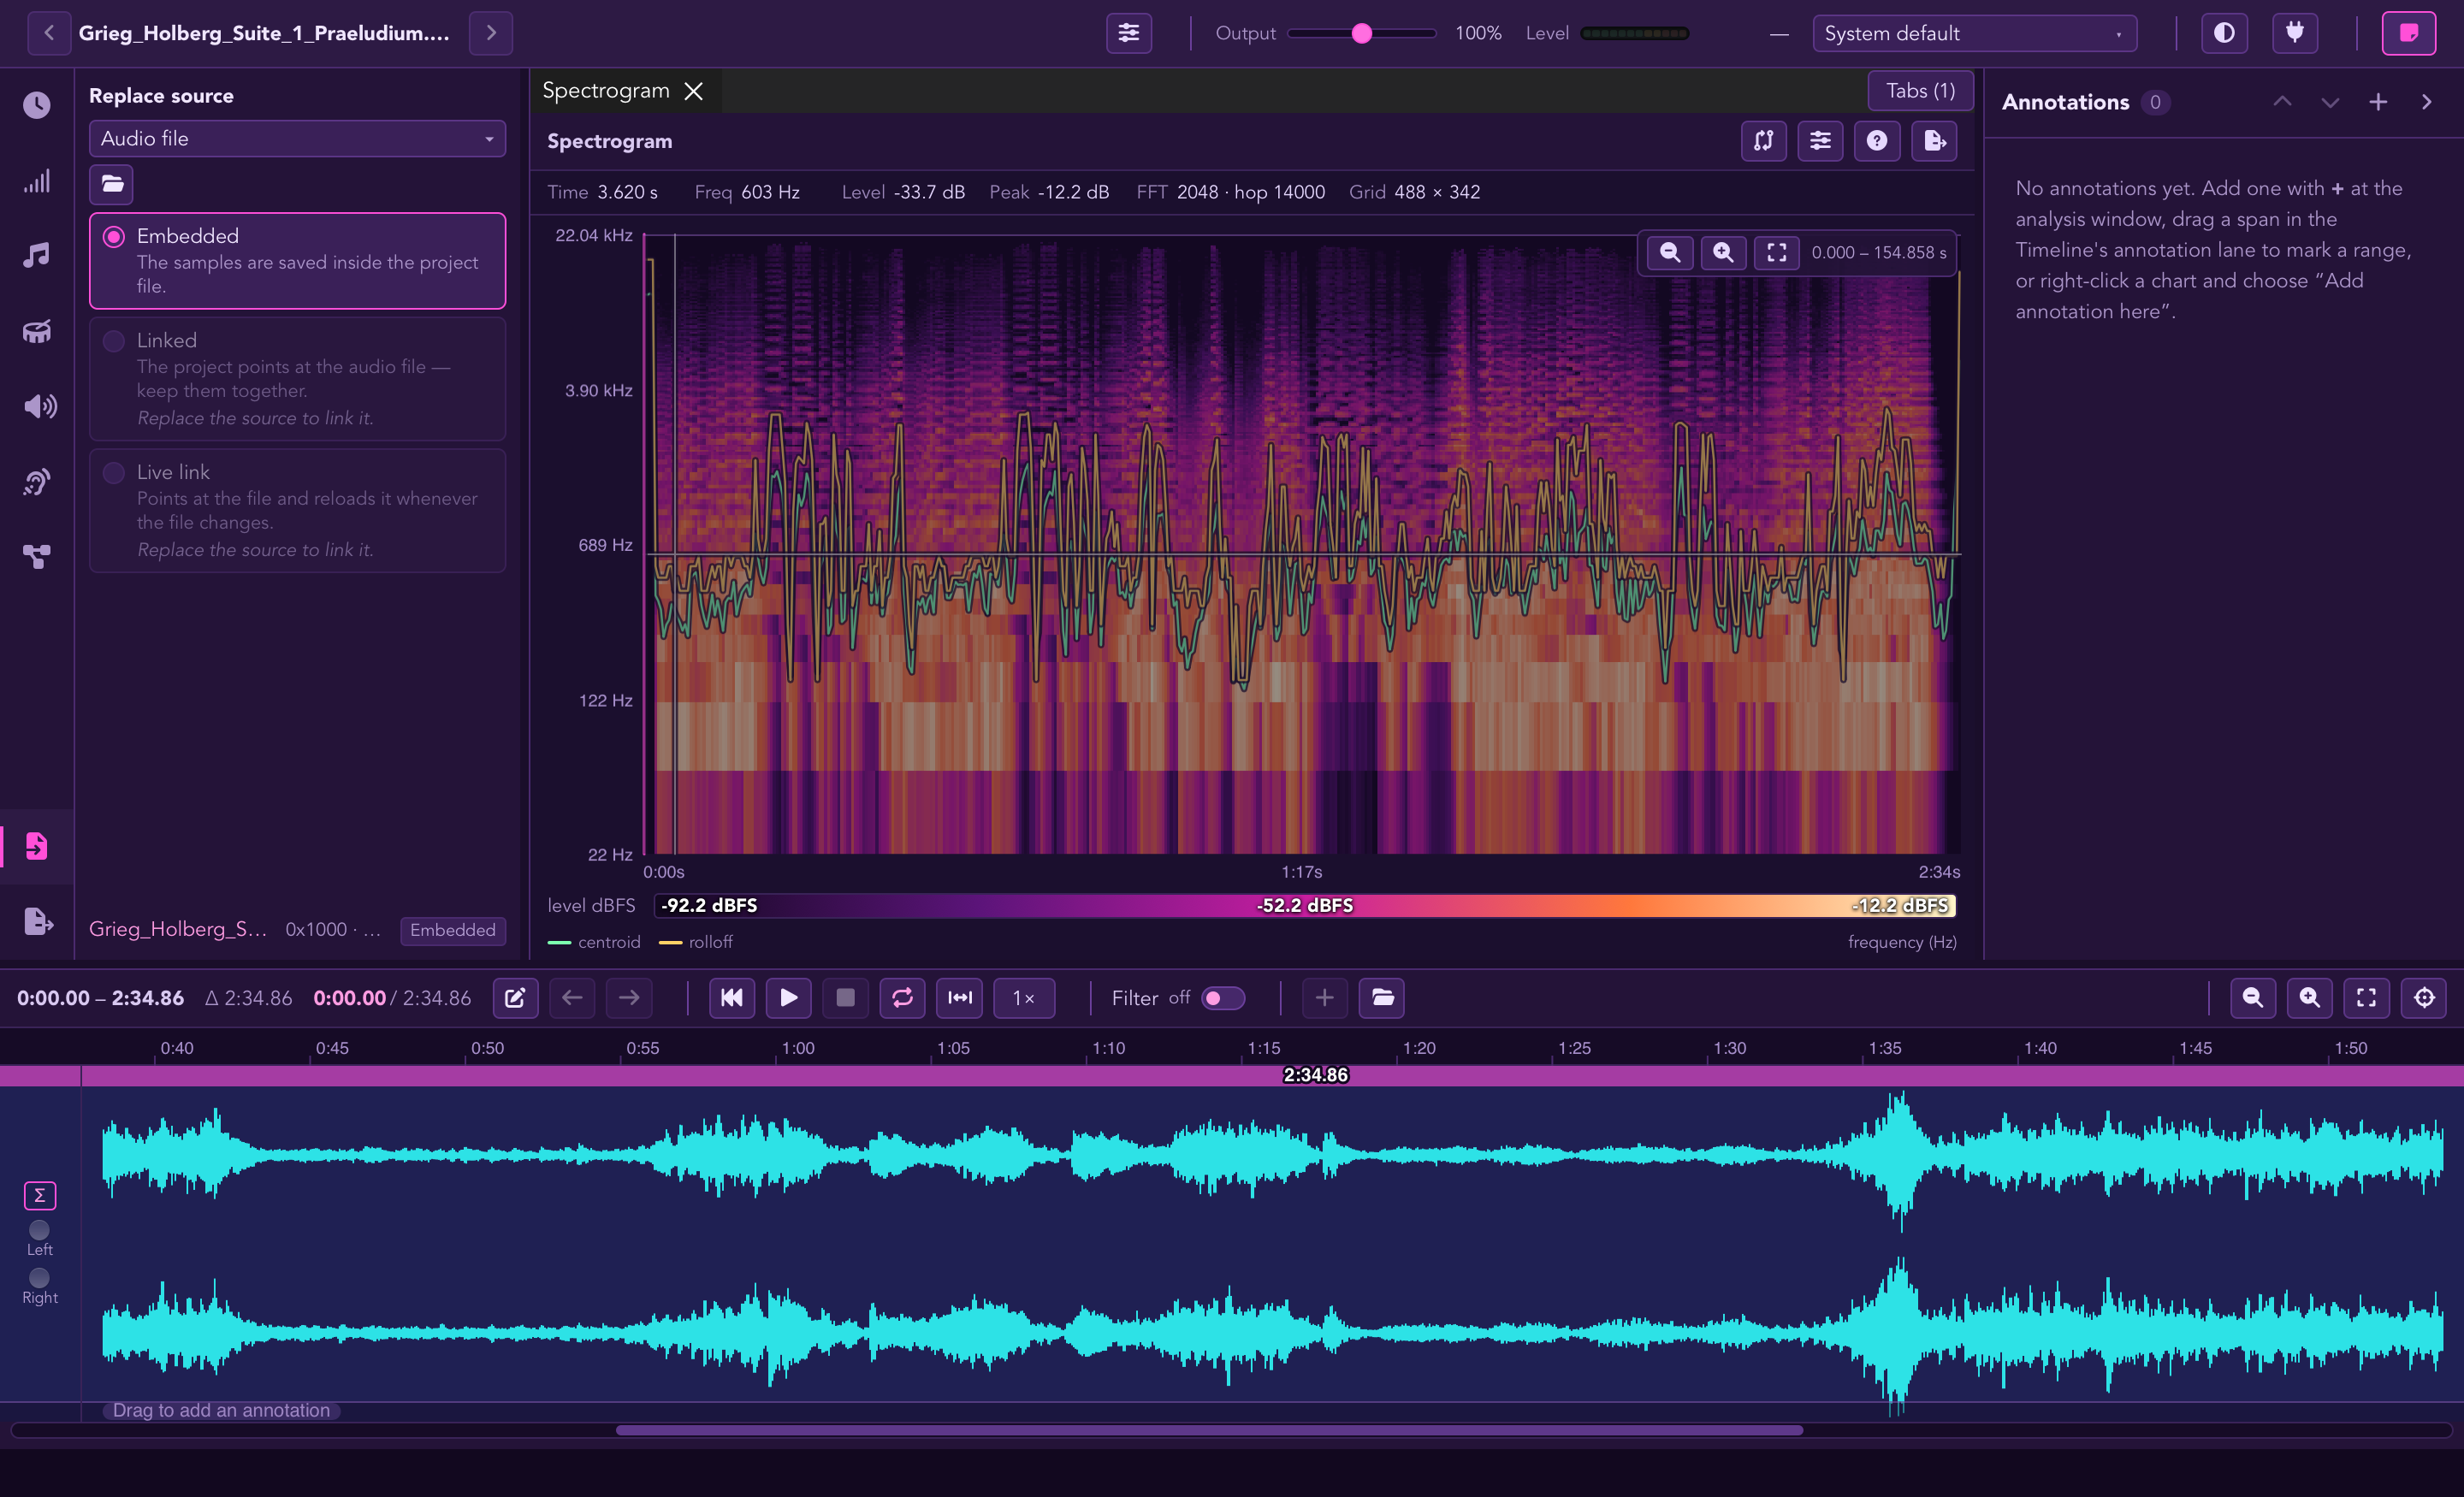 Grieg_Holberg_Suite_1_Praeludium....
Output 100% Level — System default
Replace source
Audio file
Embedded
The samples are saved inside the project
file.
Linked
The project points at the audio file —
keep them together.
Replace the source to link it.
Live link
Points at the file and reloads it whenever
the file changes.
Replace the source to link it.
Grieg_Holberg_S... 0x1000 · ... Embedded
Spectrogram
Tabs (1)
Spectrogram
Time 3.620 s Freq 603 Hz Level -33.7 dB Peak -12.2 dB FFT 2048 · hop 14000 Grid 488 × 342
0.000 – 154.858 s
22.04 kHz
3.90 kHz
689 Hz
122 Hz
22 Hz
0:00s 1:17s 2:34s
level dBFS -92.2 dBFS -52.2 dBFS -12.2 dBFS
centroid rolloff frequency (Hz)
Annotations 0
No annotations yet. Add one with + at the
analysis window, drag a span in the
Timeline's annotation lane to mark a range,
or right-click a chart and choose “Add
annotation here”.
0:00.00 – 2:34.86 Δ 2:34.86 0:00.00 / 2:34.86 1× Filter off
0:40 0:45 0:50 0:55 1:00 1:05 1:10 1:15 1:20 1:25 1:30 1:35 1:40 1:45 1:50
2:34.86
Σ
Left
Right
Drag to add an annotation